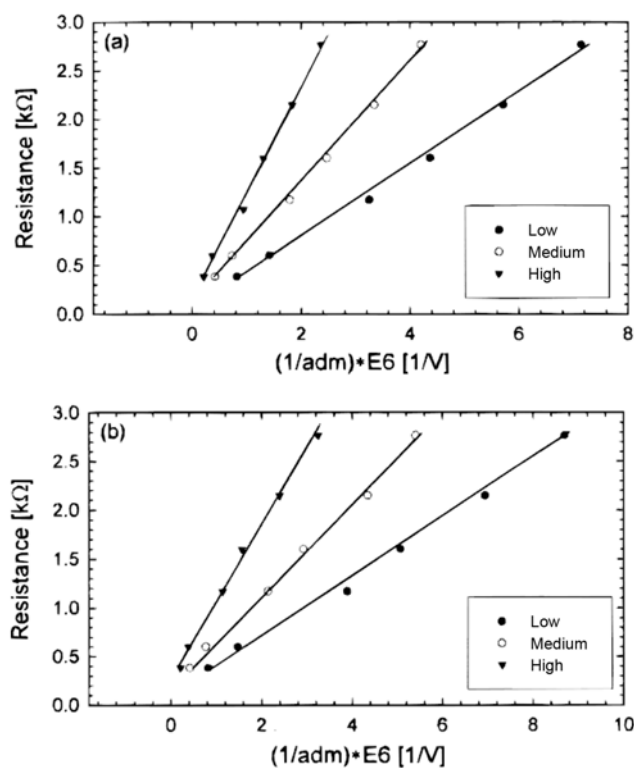 (a)
3.0
2.5
2.0
1.5
1.0
0.5
0.0
Resistance [kΩ]
Low
Medium
High
0 2 4 6 8
(1/adm)*E6 [1/V]
(b)
3.0
2.5
2.0
1.5
1.0
0.5
0.0
Resistance [kΩ]
Low
Medium
High
0 2 4 6 8 10
(1/adm)*E6 [1/V]